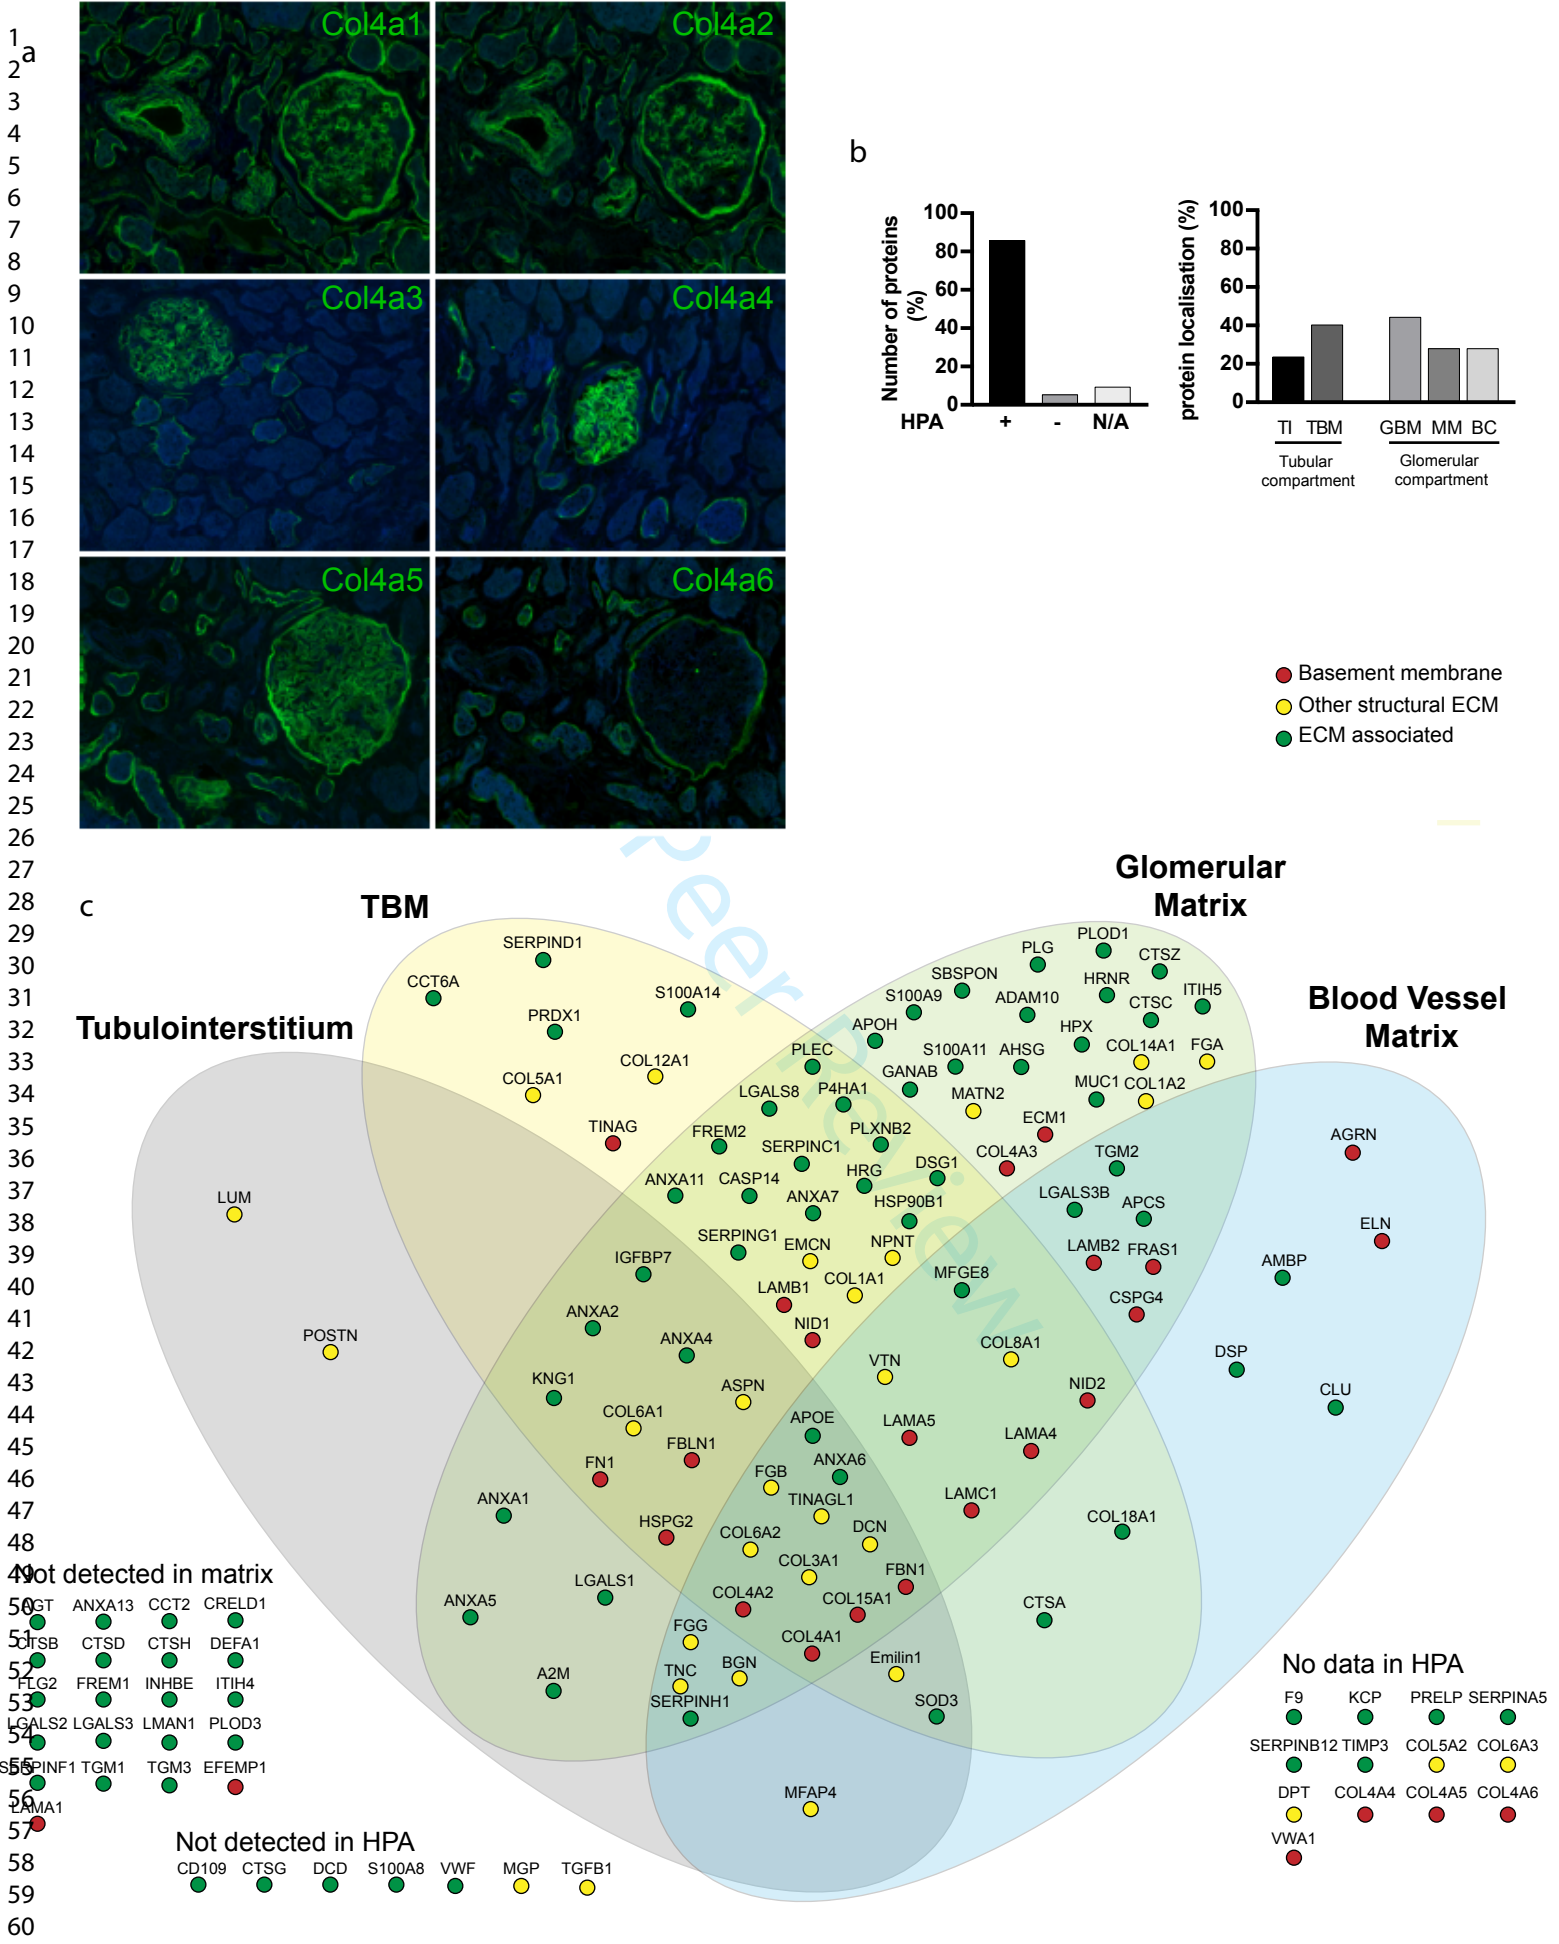 1
2
3
4
5
6
7
8
9
10
11
12
13
14
15
16
17
18
19
20
21
22
23
24
25
26
27
28
29
30
31
32
33
34
35
36
37
38
39
40
41
42
43
44
45
46
47
48
49
50
51
52
53
54
55
56
57
58
59
60
a
Col4a1
Col4a2
Col4a3
Col4a4
Col4a5
Col4a6
b
Number of proteins
(%)
100
80
60
40
20
0
HPA + - N/A
protein localisation (%)
100
80
60
40
20
0
TI TBM GBM MM BC
Tubular
compartment
Glomerular
compartment
Basement membrane
Other structural ECM
ECM associated
Peer Review
c
TBM
Glomerular
Matrix
Tubulointerstitium
Blood Vessel
Matrix
SERPIND1
CCT6A
S100A14
PRDX1
COL12A1
COL5A1
TINAG
PLOD1
PLG
CTSZ
SBSPON
HRNR
ITIH5
S100A9
ADAM10
CTSC
APOH
HPX
S100A11
AHSG
COL14A1
FGA
GANAB
MUC1
COL1A2
MATN2
ECM1
COL4A3
PLEC
LGALS8
P4HA1
FREM2
PLXNB2
SERPINC1
DSG1
ANXA11
CASP14
HRG
ANXA7
HSP90B1
SERPING1
EMCN
NPNT
LAMB1
COL1A1
NID1
TGM2
LGALS3B
APCS
LAMB2
FRAS1
CSPG4
AGRN
ELN
AMBP
DSP
CLU
LUM
POSTN
IGFBP7
ANXA2
ANXA4
KNG1
ASPN
COL6A1
FBLN1
FN1
HSPG2
MFGE8
COL8A1
VTN
NID2
LAMA5
LAMA4
LAMC1
APOE
ANXA6
FGB
TINAGL1
COL6A2
DCN
COL3A1
FBN1
COL4A2
COL15A1
COL4A1
ANXA1
LGALS1
ANXA5
A2M
FGG
TNC
BGN
SERPINH1
Emilin1
SOD3
COL18A1
CTSA
MFAP4
Not detected in matrix
AGT ANXA13 CCT2 CRELD1
CTSB CTSD CTSH DEFA1
FLG2 FREM1 INHBE ITIH4
LGALS2 LGALS3 LMAN1 PLOD3
SERPINF1 TGM1 TGM3 EFEMP1
LAMA1
Not detected in HPA
CD109 CTSG DCD S100A8 VWF MGP TGFB1
No data in HPA
F9 KCP PRELP SERPINA5
SERPINB12 TIMP3 COL5A2 COL6A3
DPT COL4A4 COL4A5 COL4A6
VWA1